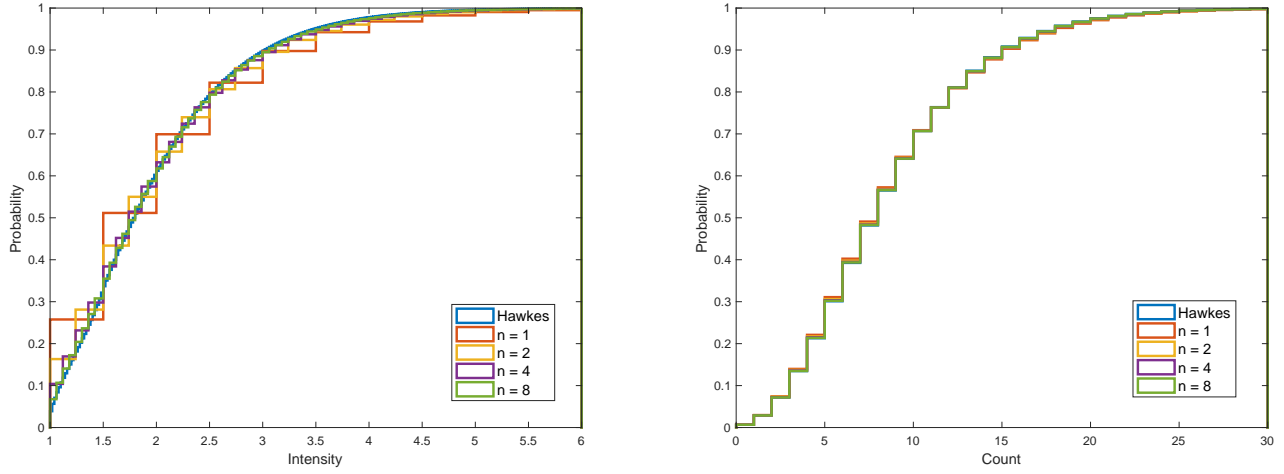 1
0.9
0.8
0.7
0.6
0.5
0.4
0.3
0.2
0.1
0
Probability
1 1.5 2 2.5 3 3.5 4 4.5 5 5.5 6
Intensity
Hawkes
n = 1
n = 2
n = 4
n = 8
1
0.9
0.8
0.7
0.6
0.5
0.4
0.3
0.2
0.1
0
Probability
0 5 10 15 20 25 30
Count
Hawkes
n = 1
n = 2
n = 4
n = 8